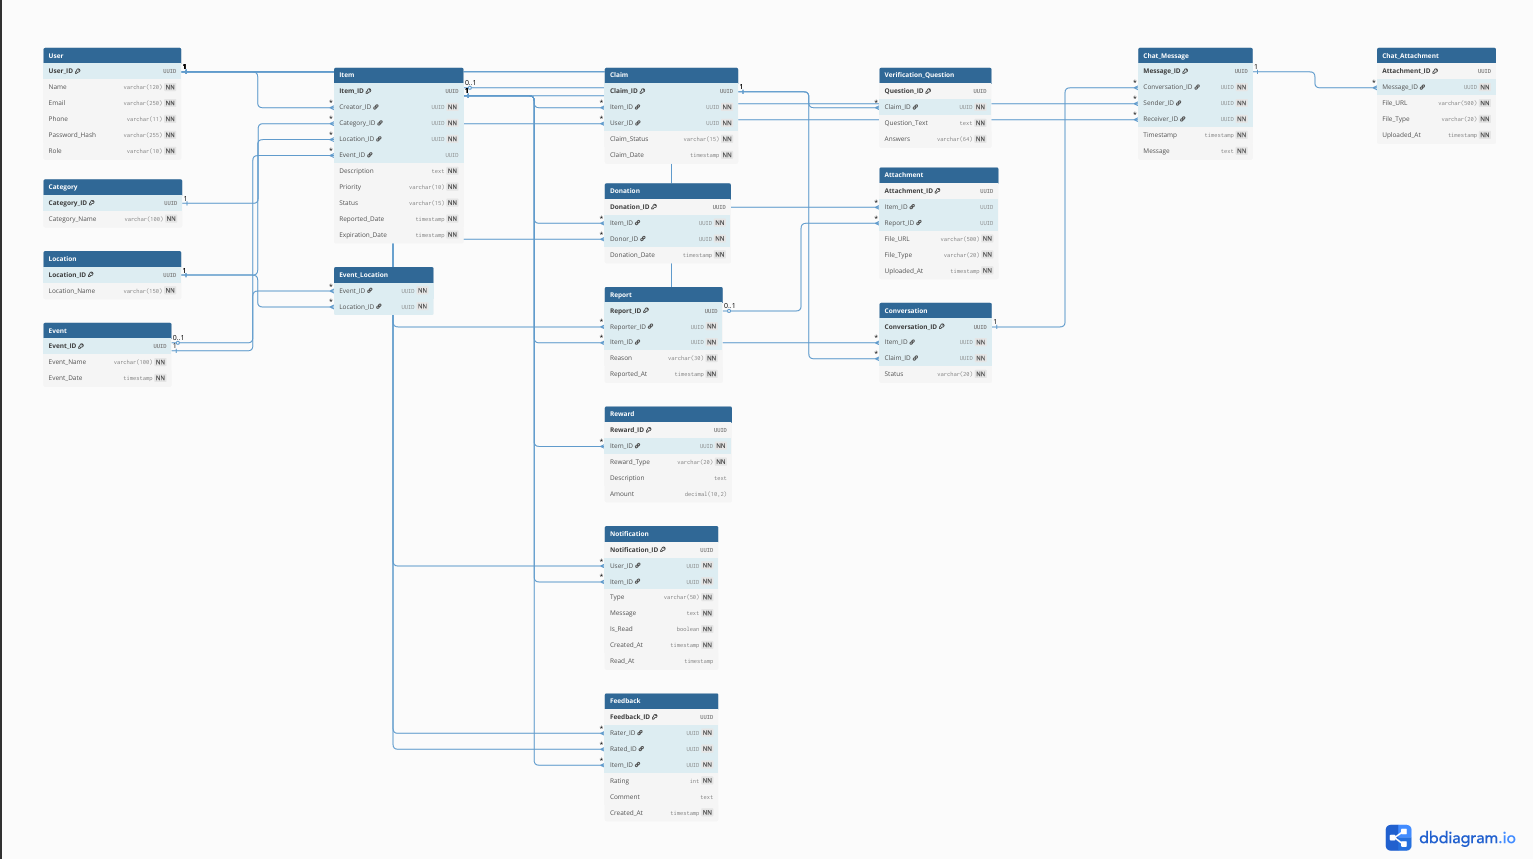 User
User_ID UUID
Name varchar(120) NN
Email varchar(250) NN
Phone varchar(11) NN
Password_Hash varchar(255) NN
Role varchar(10) NN
Category
Category_ID UUID
Category_Name varchar(100) NN
Location
Location_ID UUID
Location_Name varchar(150) NN
Event
Event_ID UUID
Event_Name varchar(100) NN
Event_Date timestamp NN
1
1
1
0..1
1
Item
Item_ID UUID
Creator_ID UUID NN
Category_ID UUID NN
Location_ID UUID NN
Event_ID UUID
Description text NN
Priority varchar(10) NN
Status varchar(15) NN
Reported_Date timestamp NN
Expiration_Date timestamp NN
0..1
1
Event_Location
Event_ID UUID NN
Location_ID UUID NN
Claim
Claim_ID UUID
Item_ID UUID NN
User_ID UUID NN
Claim_Status varchar(15) NN
Claim_Date timestamp NN
1
Donation
Donation_ID UUID
Item_ID UUID NN
Donor_ID UUID NN
Donation_Date timestamp NN
Report
Report_ID UUID
Reporter_ID UUID NN
Item_ID UUID NN
Reason varchar(30) NN
Reported_At timestamp NN
0..1
Reward
Reward_ID UUID
Item_ID UUID NN
Reward_Type varchar(20) NN
Description text
Amount decimal(10,2)
Notification
Notification_ID UUID
User_ID UUID NN
Item_ID UUID NN
Type varchar(50) NN
Message text NN
Is_Read boolean NN
Created_At timestamp NN
Read_At timestamp
Feedback
Feedback_ID UUID
Rater_ID UUID NN
Rated_ID UUID NN
Item_ID UUID NN
Rating int NN
Comment text
Created_At timestamp NN
Verification_Question
Question_ID UUID
Claim_ID UUID NN
Question_Text text NN
Answers varchar(64) NN
Attachment
Attachment_ID UUID
Item_ID UUID
Report_ID UUID
File_URL varchar(500) NN
File_Type varchar(20) NN
Uploaded_At timestamp NN
Conversation
Conversation_ID UUID
Item_ID UUID NN
Claim_ID UUID NN
Status varchar(20) NN
1
Chat_Message
Message_ID UUID
Conversation_ID UUID NN
Sender_ID UUID NN
Receiver_ID UUID NN
Timestamp timestamp NN
Message text NN
1
Chat_Attachment
Attachment_ID UUID
Message_ID UUID NN
File_URL varchar(500) NN
File_Type varchar(20) NN
Uploaded_At timestamp NN
dbdiagram.io